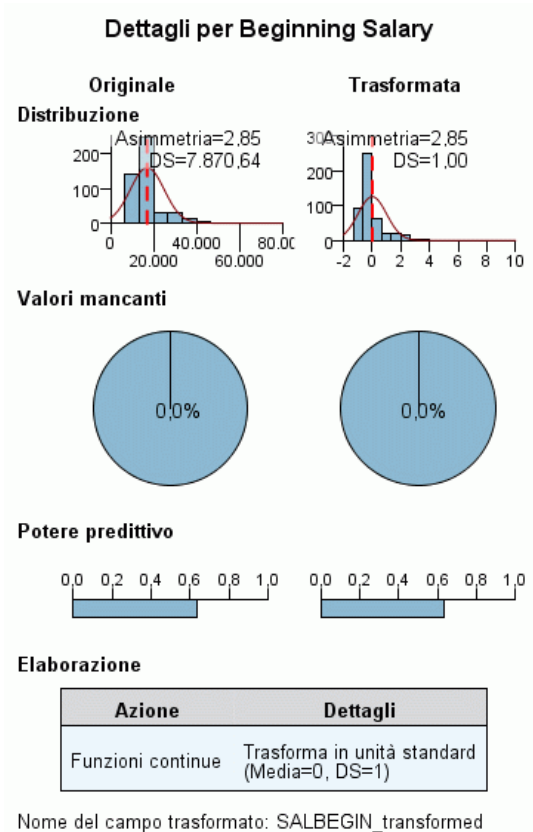 Dettagli per Beginning Salary
Originale Trasformata
Distribuzione
Asimmetria=2,85
DS=7.870,64
200
100
0
0 40.000 80.00
20.000 60.000
300
Asimmetria=2,85
DS=1,00
200
100
0
-2 0 2 4 6 8 10
Valori mancanti
0,0% 0,0%
Potere predittivo
0,0 0,2 0,4 0,6 0,8 1,0 0,0 0,2 0,4 0,6 0,8 1,0
Elaborazione
Azione Dettagli
Funzioni continue Trasforma in unità standard
(Media=0, DS=1)
Nome del campo trasformato: SALBEGIN_transformed